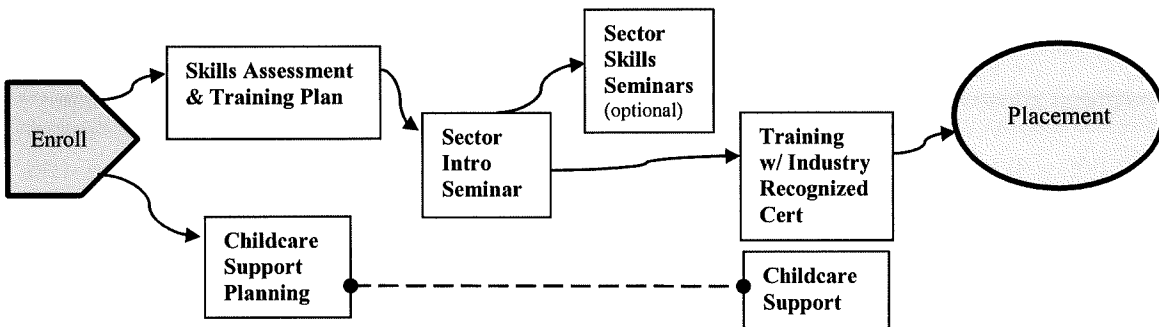 Enroll
Skills Assessment
& Training Plan
Childcare
Support
Planning
Sector
Intro
Seminar
Sector
Skills
Seminars
(optional)
Training
w/ Industry
Recognized
Cert
Childcare
Support
Placement